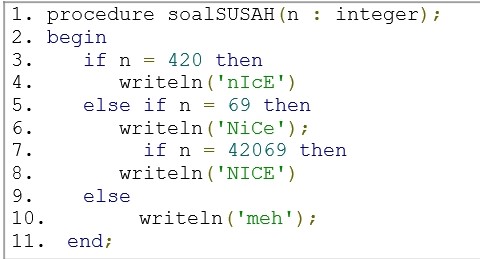 1. procedure soalSUSAH(n : integer);
2. begin
3. if n = 420 then
4. writeln('nIcE')
5. else if n = 69 then
6. writeln('NiCe');
7. if n = 42069 then
8. writeln('NICE')
9. else
10. writeln('meh');
11. end;